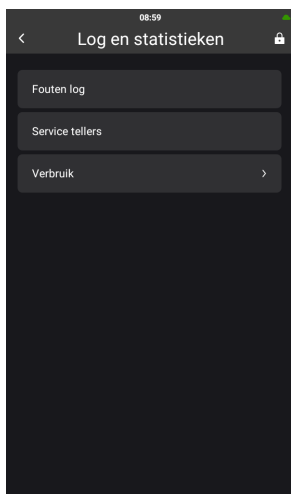 08:59
Log en statistieken
Fouten log
Service tellers
Verbruik